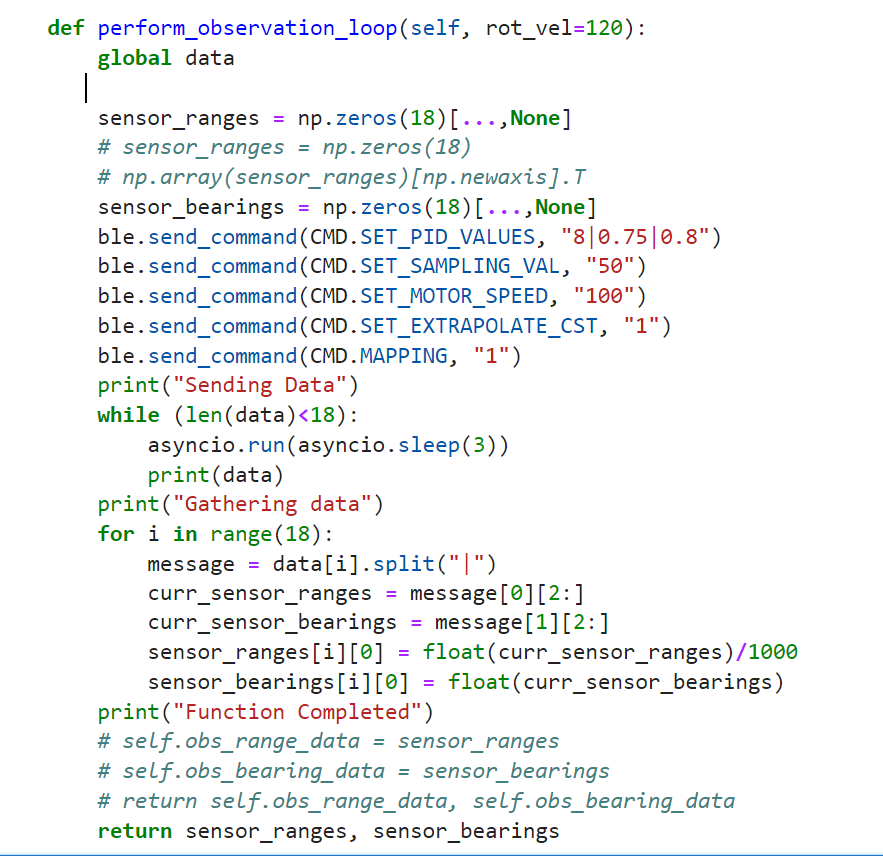 def perform_observation_loop(self, rot_vel=120):
    global data

    sensor_ranges = np.zeros(18)[...,None]
    # sensor_ranges = np.zeros(18)
    # np.array(sensor_ranges)[np.newaxis].T
    sensor_bearings = np.zeros(18)[...,None]
    ble.send_command(CMD.SET_PID_VALUES, "8|0.75|0.8")
    ble.send_command(CMD.SET_SAMPLING_VAL, "50")
    ble.send_command(CMD.SET_MOTOR_SPEED, "100")
    ble.send_command(CMD.SET_EXTRAPOLATE_CST, "1")
    ble.send_command(CMD.MAPPING, "1")
    print("Sending Data")
    while (len(data)<18):
        asyncio.run(asyncio.sleep(3))
        print(data)
    print("Gathering data")
    for i in range(18):
        message = data[i].split("|")
        curr_sensor_ranges = message[0][2:]
        curr_sensor_bearings = message[1][2:]
        sensor_ranges[i][0] = float(curr_sensor_ranges)/1000
        sensor_bearings[i][0] = float(curr_sensor_bearings)
    print("Function Completed")
    # self.obs_range_data = sensor_ranges
    # self.obs_bearing_data = sensor_bearings
    # return self.obs_range_data, self.obs_bearing_data
    return sensor_ranges, sensor_bearings